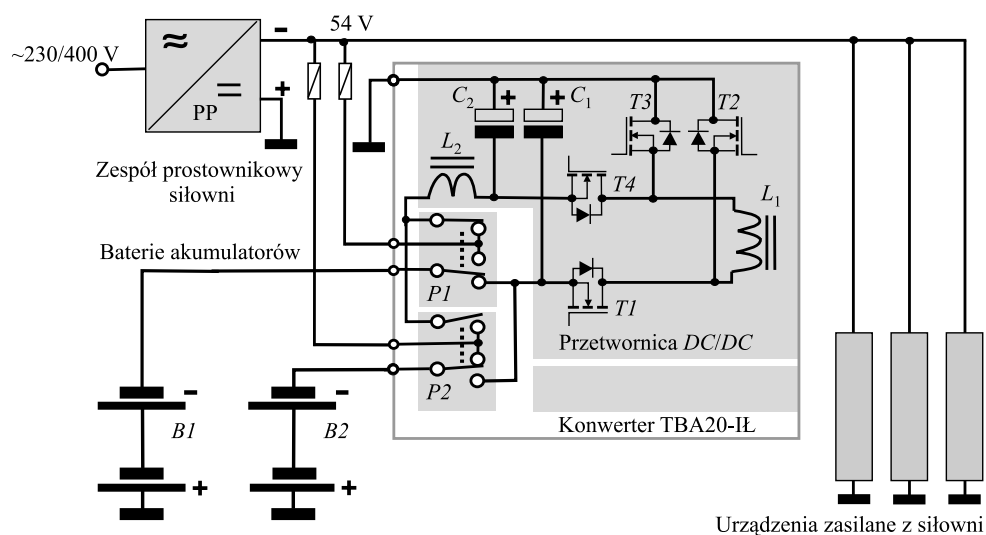 54 V
~230/400 V
PP
Zespół prostownikowy
siłowni
C2
C1
T3
T2
L2
T4
L1
Baterie akumulatorów
P1
T1
Przetwornica DC/DC
P2
B1
B2
Konwerter TBA20-IŁ
Urządzenia zasilane z siłowni